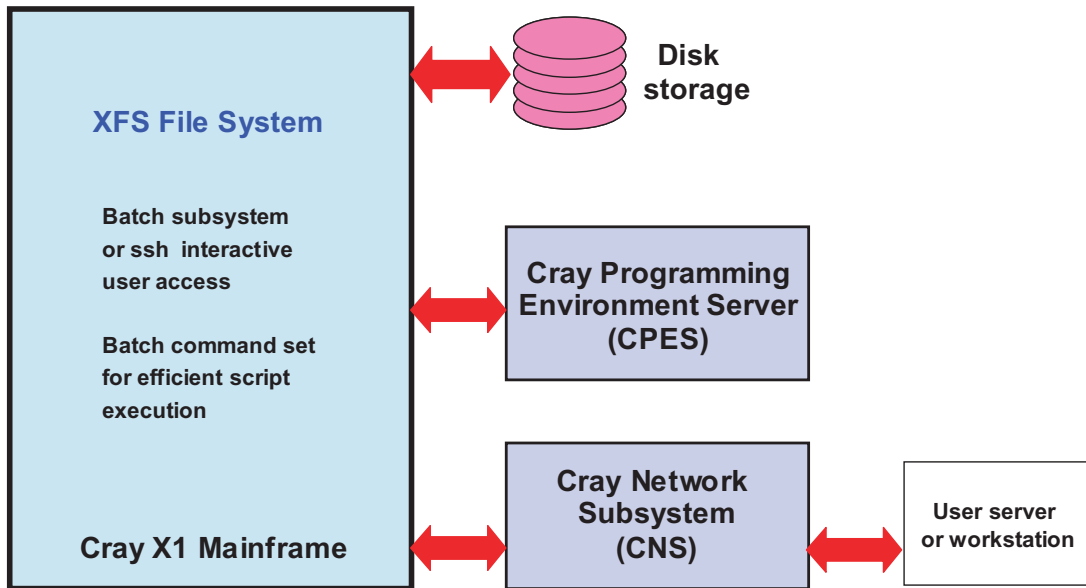 XFS File System
Batch subsystem
or ssh interactive
user access
Batch command set
for efficient script
execution
Cray X1 Mainframe
Disk
storage
Cray Programming
Environment Server
(CPES)
Cray Network
Subsystem
(CNS)
User server
or workstation